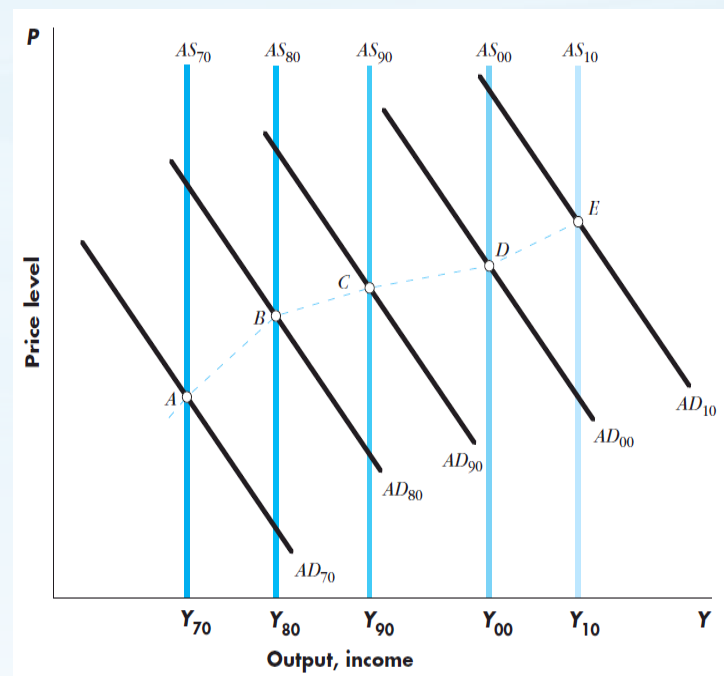 P
AS70 AS80 AS90 AS00 AS10
E
D
C
B
A
Price level
AD10
AD00
AD90
AD80
AD70
Y70 Y80 Y90 Y00 Y10 Y
Output, income